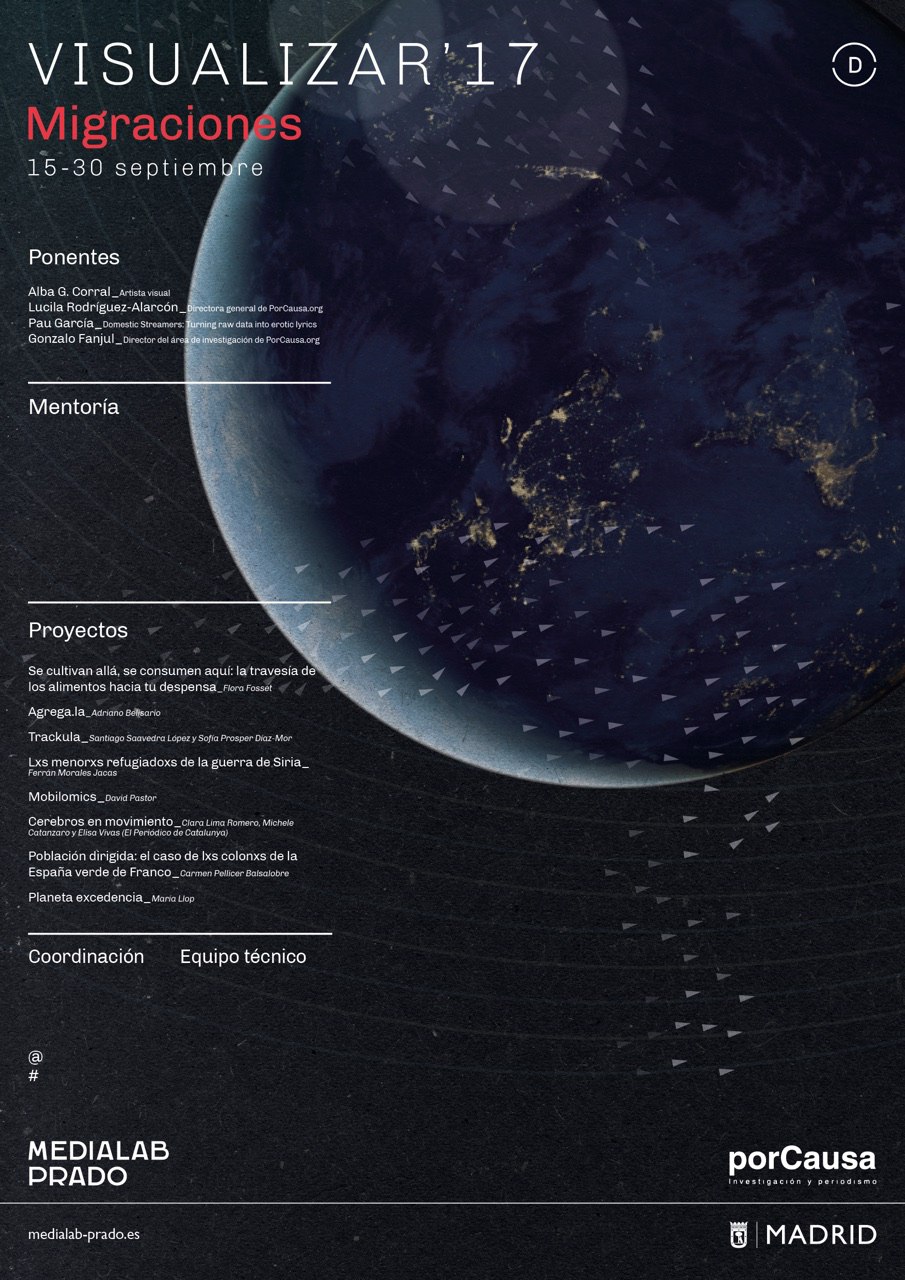 VISUALIZAR'17
D
Migraciones
15-30 septiembre
Ponentes
Alba G. Corral_Artista visual
Lucila Rodríguez-Alarcón_Directora general de PorCausa.org
Pau García_Domestic Streamers: Turning raw data into erotic lyrics
Gonzalo Fanjul_Director del área de investigación de PorCausa.org
Mentoría
Proyectos
Se cultivan allá, se consumen aquí: la travesía de
los alimentos hacia tu despensa_Flora Fosset
Agrega.la_Adriano Belisario
Trackula_Santiago Saavedra López y Sofía Prosper Díaz-Mor
Lxs menorxs refugiadoxs de la guerra de Siria_
Ferrán Morales Jacas
Mobilomics_David Pastor
Cerebros en movimiento_Clara Lima Romero, Michele
Catanzaro y Elisa Vivas (El Periódico de Catalunya)
Población dirigida: el caso de lxs colonxs de la
España verde de Franco_Carmen Pellicer Balsalobre
Planeta excedencia_María Llop
Coordinación
Equipo técnico
@
#
MEDIALAB
PRADO
porCausa
Investigación y periodismo
medialab-prado.es
MADRID